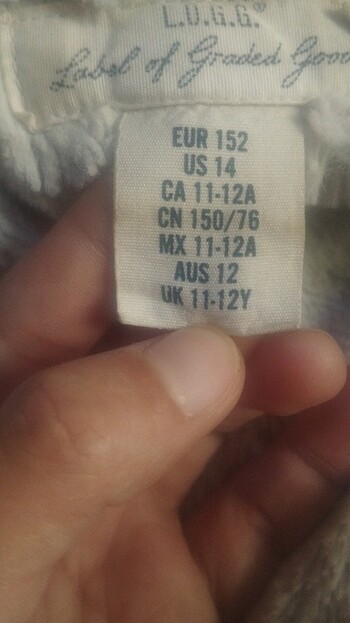 L.O.G.G.®
Label of Graded Good
EUR 152
US 14
CA 11-12A
CN 150/76
MX 11-12A
AUS 12
UK 11-12Y